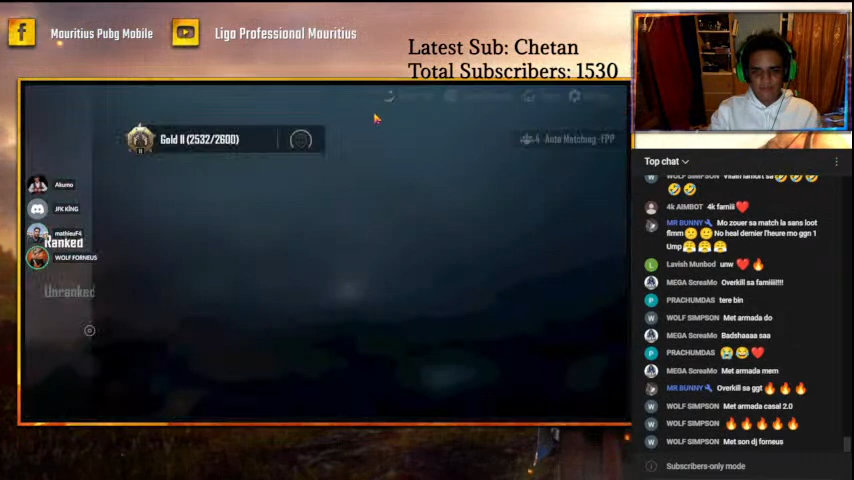 Mauritius Pubg Mobile
Liga Professional Mauritius
Latest Sub: Chetan
Total Subscribers: 1530
Gold II (2532/2600)
4 Auto Matching -FPP
Akumo
JFK KÏNG
mathieuF4
Ranked
WOLF FORNEUS
Unranked
Top chat
WOLF SIMPSON
4k AIMBOT 4k famiii
MR BUNNY Mo zouer sa match la sans loot
flmm No heal dernier l'heure mo ggn 1
Ump
Lavish Munbod unw
MEGA ScreaMo Overkill sa famiii!!!!
PRACHUMDAS tere bin
WOLF SIMPSON Met armada do
MEGA ScreaMo Badshaaaa saa
PRACHUMDAS
MEGA ScreaMo Met armada mem
MR BUNNY Overkill sa ggt
WOLF SIMPSON Met armada casal 2.0
WOLF SIMPSON
WOLF SIMPSON Met son dj forneus
Subscribers-only mode